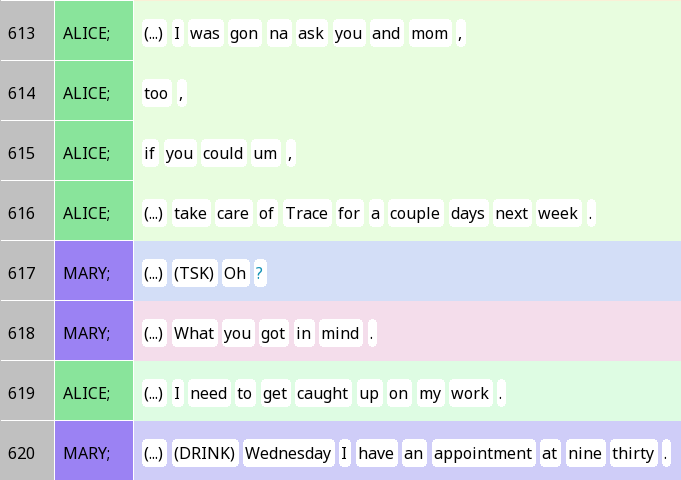 613 ALICE; (...) I was gon na ask you and mom ,
614 ALICE; too ,
615 ALICE; if you could um ,
616 ALICE; (...) take care of Trace for a couple days next week .
617 MARY; (...) (TSK) Oh ?
618 MARY; (...) What you got in mind .
619 ALICE; (...) I need to get caught up on my work .
620 MARY; (...) (DRINK) Wednesday I have an appointment at nine thirty .